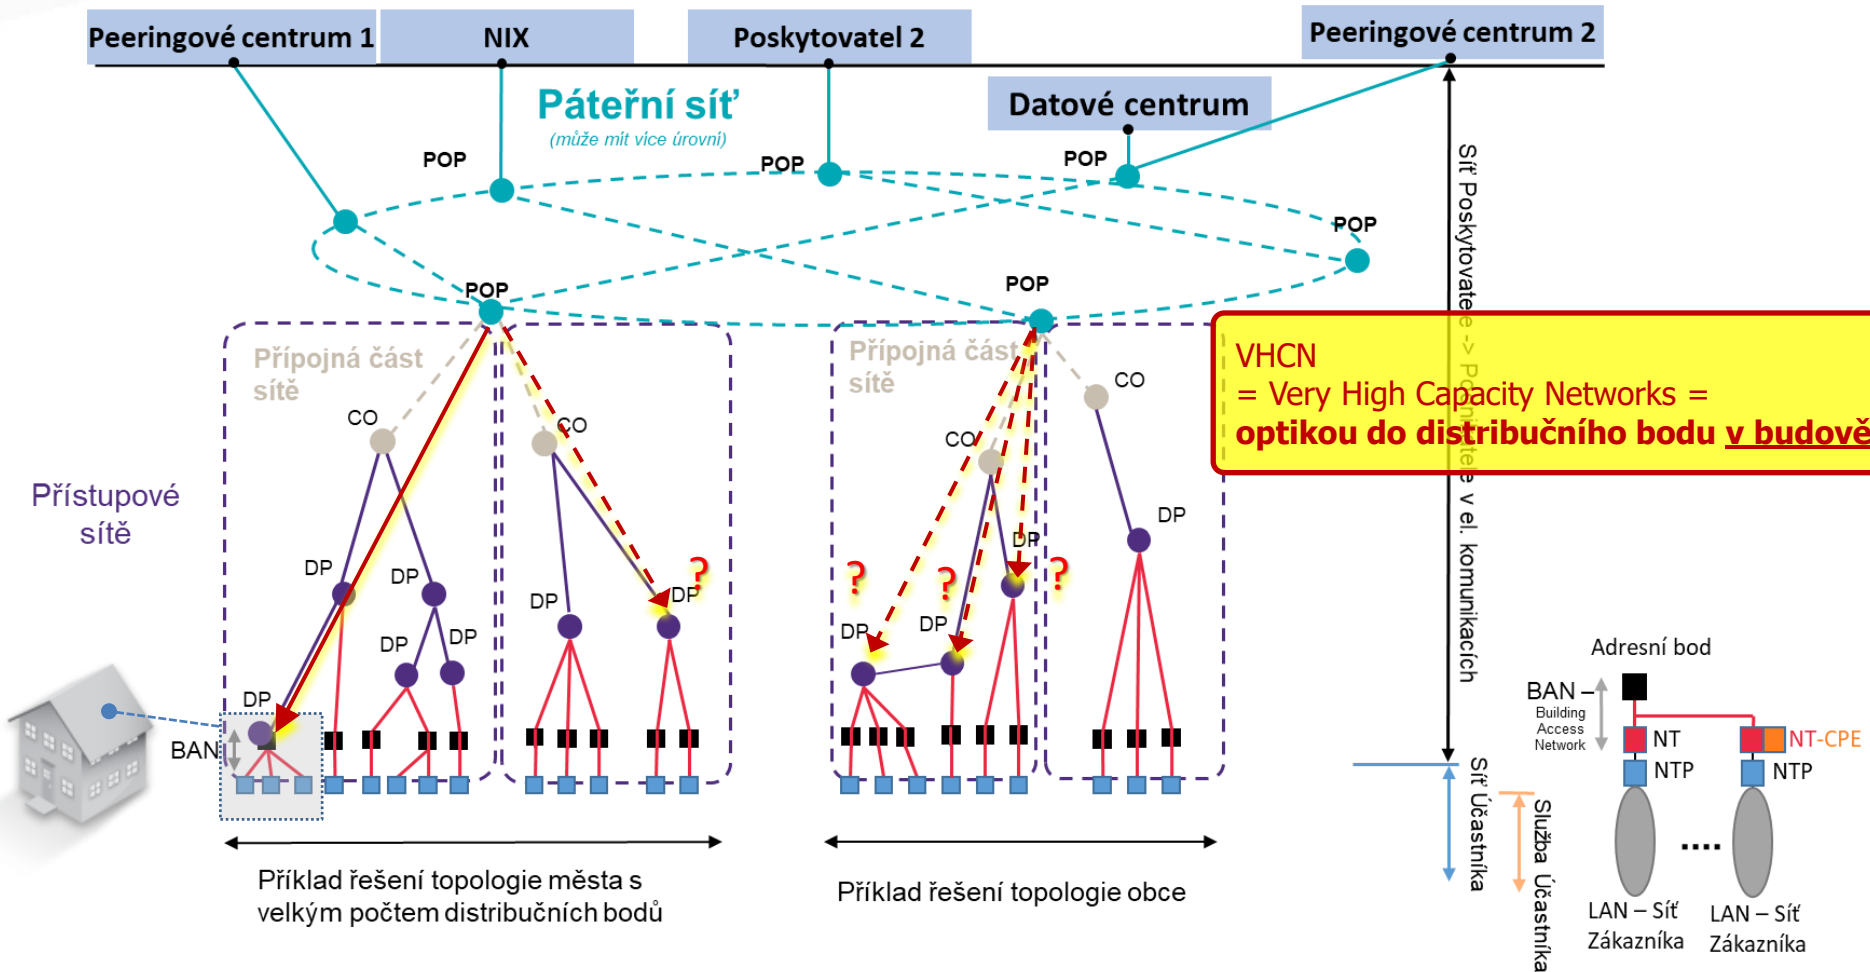 Peeringové centrum 1
NIX
Poskytovatel 2
Peeringové centrum 2
Páteřní síť
(může mít více úrovní)
Datové centrum
POP
POP
POP
POP
POP
POP
Přípojná část
sítě
Přípojná část
sítě
VHCN
= Very High Capacity Networks =
optikou do distribučního bodu v budově
Síť Poskytovatele -> Podnikatele v el. komunikacích
CO
CO
CO
CO
Přístupové
sítě
DP
DP
DP
DP
DP
DP
DP
DP
DP
DP
DP
?
?
?
?
BAN
Adresní bod
BAN –
Building
Access
Network
NT
NT-CPE
NTP
NTP
Síť Účastníka
Služba Účastníka
....
LAN – Síť
Zákazníka
LAN – Síť
Zákazníka
Příklad řešení topologie města s
velkým počtem distribučních bodů
Příklad řešení topologie obce